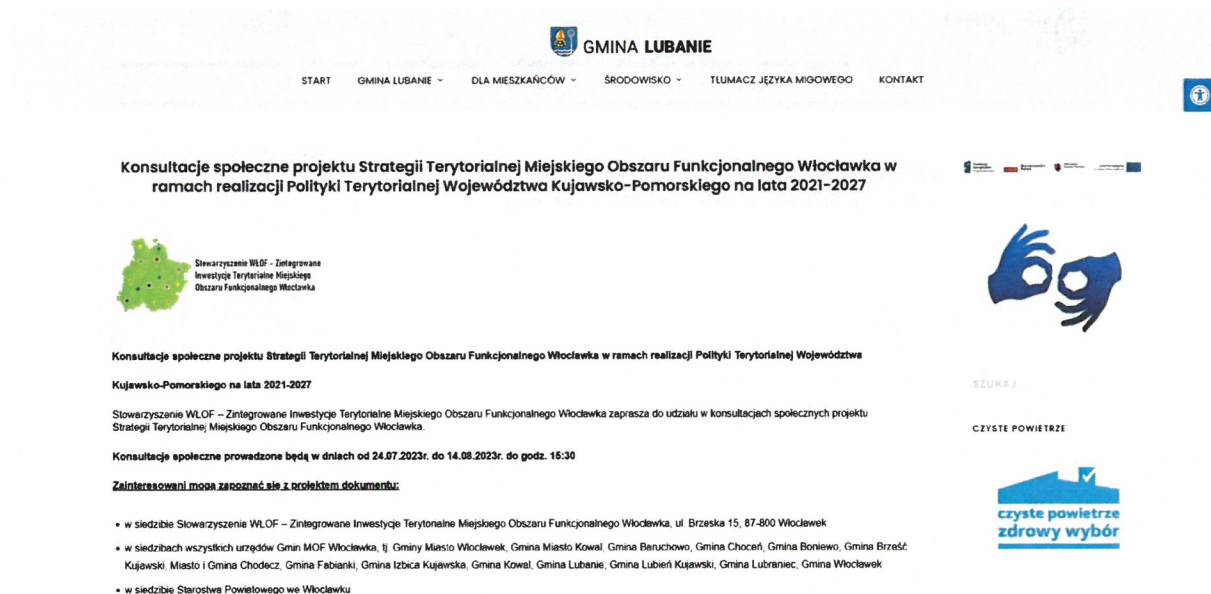 GMINA LUBANIE
START GMINA LUBANIE DLA MIESZKAŃCÓW ŚRODOWISKO TŁUMACZ JĘZYKA MIGOWEGO KONTAKT
Konsultacje społeczne projektu Strategii Terytorialnej Miejskiego Obszaru Funkcjonalnego Włocławka w
ramach realizacji Polityki Terytorialnej Województwa Kujawsko-Pomorskiego na lata 2021-2027
Stowarzyszenie WŁOF - Zintegrowane
Inwestycje Terytorialne Miejskiego
Obszaru Funkcjonalnego Włocławka
Konsultacje społeczne projektu Strategii Terytorialnej Miejskiego Obszaru Funkcjonalnego Włocławka w ramach realizacji Polityki Terytorialnej Województwa
Kujawsko-Pomorskiego na lata 2021-2027
Stowarzyszenie WŁOF – Zintegrowane Inwestycje Terytorialne Miejskiego Obszaru Funkcjonalnego Włocławka zaprasza do udziału w konsultacjach społecznych projektu
Strategii Terytorialnej Miejskiego Obszaru Funkcjonalnego Włocławka.
Konsultacje społeczne prowadzone będą w dniach od 24.07.2023r. do 14.08.2023r. do godz. 15:30
Zainteresowani mogą zapoznać się z projektem dokumentu:
• w siedzibie Stowarzyszenia WŁOF – Zintegrowane Inwestycje Terytorialne Miejskiego Obszaru Funkcjonalnego Włocławka, ul. Brzeska 15, 87-800 Włocławek
• w siedzibach wszystkich urzędów Gmin MOF Włocławka, tj. Gminy Miasto Włocławek, Gmina Miasto Kowal, Gmina Baruchowo, Gmina Choceń, Gmina Boniewo, Gmina Brześć
Kujawski, Miasto i Gmina Chodecz, Gmina Fabianki, Gmina Izbica Kujawska, Gmina Kowal, Gmina Lubanie, Gmina Lubień Kujawski, Gmina Lubraniec, Gmina Włocławek
• w siedzibie Starostwa Powiatowego we Włocławku
SZUKAJ...
CZYSTE POWIETRZE
czyste powietrze
zdrowy wybór